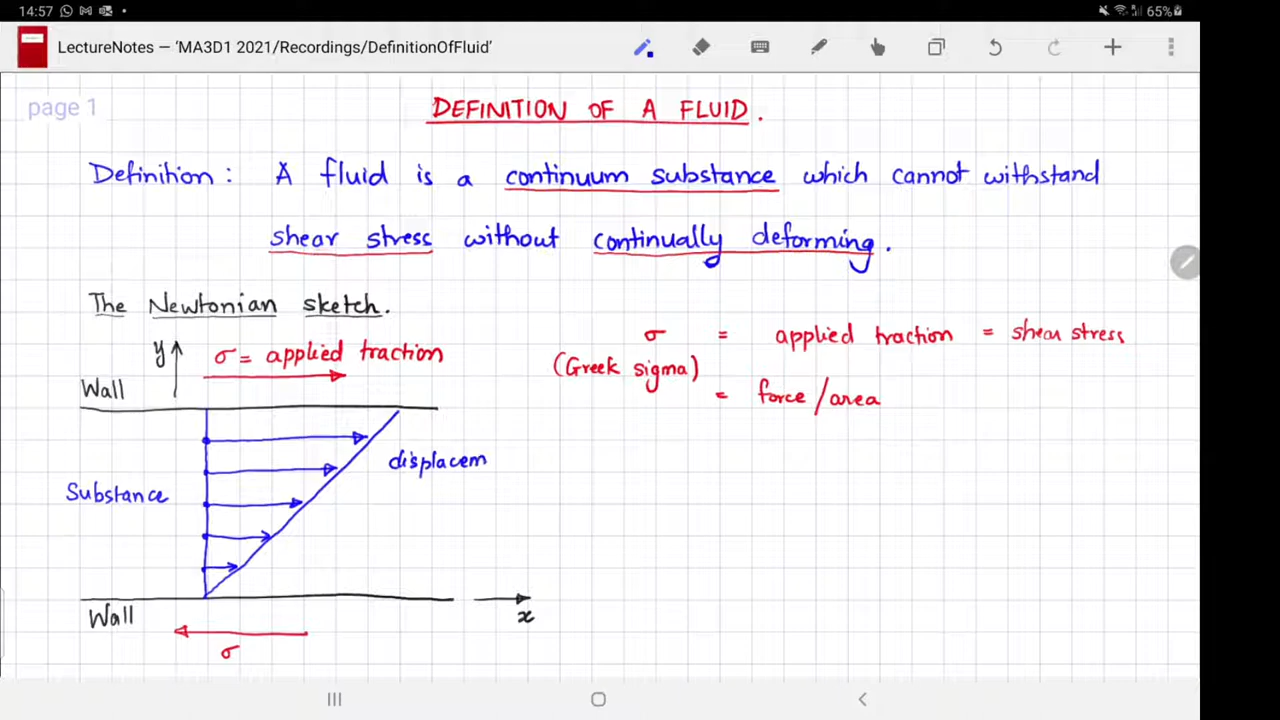 14:57
65%
LectureNotes — ‘MA3D1 2021/Recordings/DefinitionOfFluid’
page 1
DEFINITION OF A FLUID.
Definition: A fluid is a continuum substance which cannot withstand
shear stress without continually deforming.
The Newtonian sketch.
y
σ = applied traction
σ = applied traction = shear stress
(Greek sigma)
= force/area
Wall
displacem
Substance
Wall
x
σ